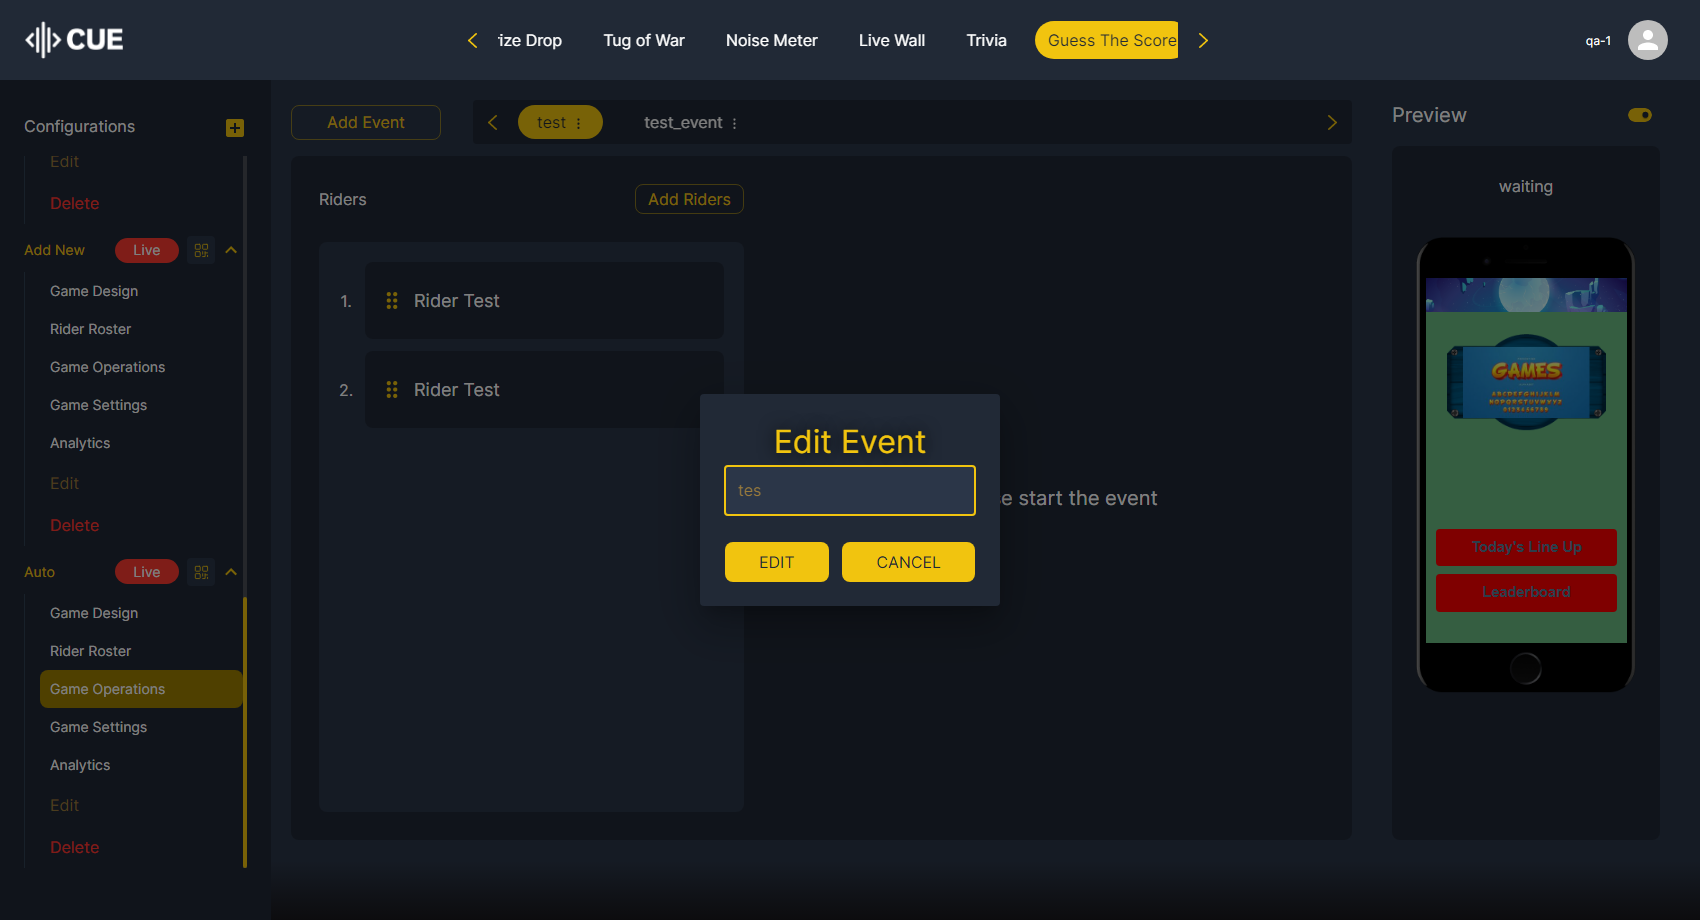 CUE
ize Drop
Tug of War
Noise Meter
Live Wall
Trivia
Guess The Score
qa-1
Configurations
Edit
Delete
Add New
Live
Game Design
Rider Roster
Game Operations
Game Settings
Analytics
Edit
Delete
Auto
Live
Game Design
Rider Roster
Game Operations
Game Settings
Analytics
Edit
Delete
Add Event
test
test_event
Riders
Add Riders
1.
Rider Test
2.
Rider Test
e start the event
Edit Event
tes
EDIT
CANCEL
Preview
waiting
GAMES
ABCDEFGHIJKLM
NOPQRSTUVWXYZ
0123456789
Today's Line Up
Leaderboard